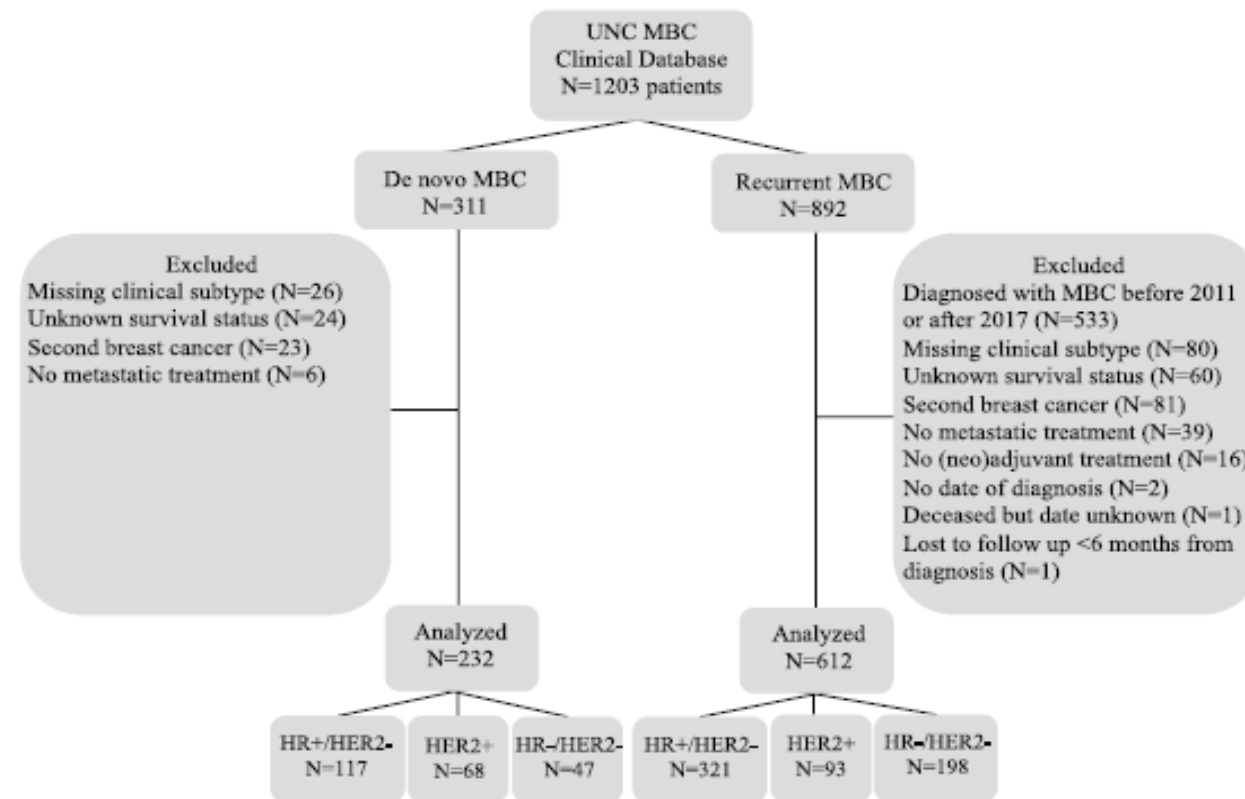 UNC MBC
Clinical Database
N=1203 patients
De novo MBC
N=311
Recurrent MBC
N=892
Excluded
Missing clinical subtype (N=26)
Unknown survival status (N=24)
Second breast cancer (N=23)
No metastatic treatment (N=6)
Excluded
Diagnosed with MBC before 2011
or after 2017 (N=533)
Missing clinical subtype (N=80)
Unknown survival status (N=60)
Second breast cancer (N=81)
No metastatic treatment (N=39)
No (neo)adjuvant treatment (N=16)
No date of diagnosis (N=2)
Deceased but date unknown (N=1)
Lost to follow up <6 months from
diagnosis (N=1)
Analyzed
N=232
Analyzed
N=612
HR+/HER2-
N=117
HER2+
N=68
HR-/HER2-
N=47
HR+/HER2-
N=321
HER2+
N=93
HR-/HER2-
N=198